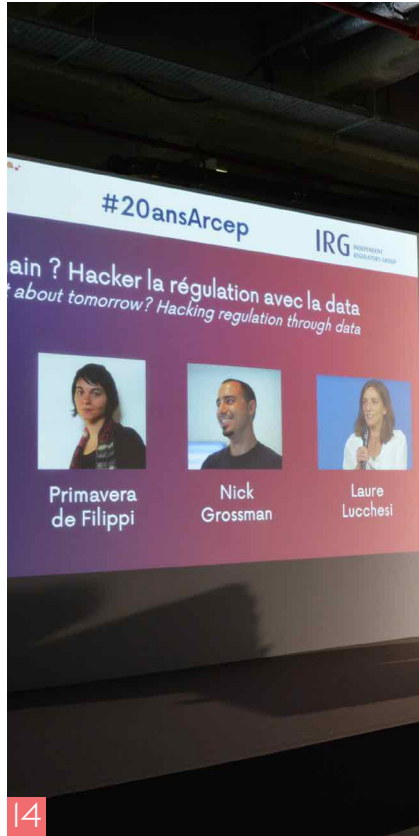 #20ansArcep
IRG INDEPENDENT
REGULATORS GROUP
ain ? Hacker la régulation avec la data
t about tomorrow? Hacking regulation through data
Primavera
de Filippi
Nick
Grossman
Laure
Lucchesi
14